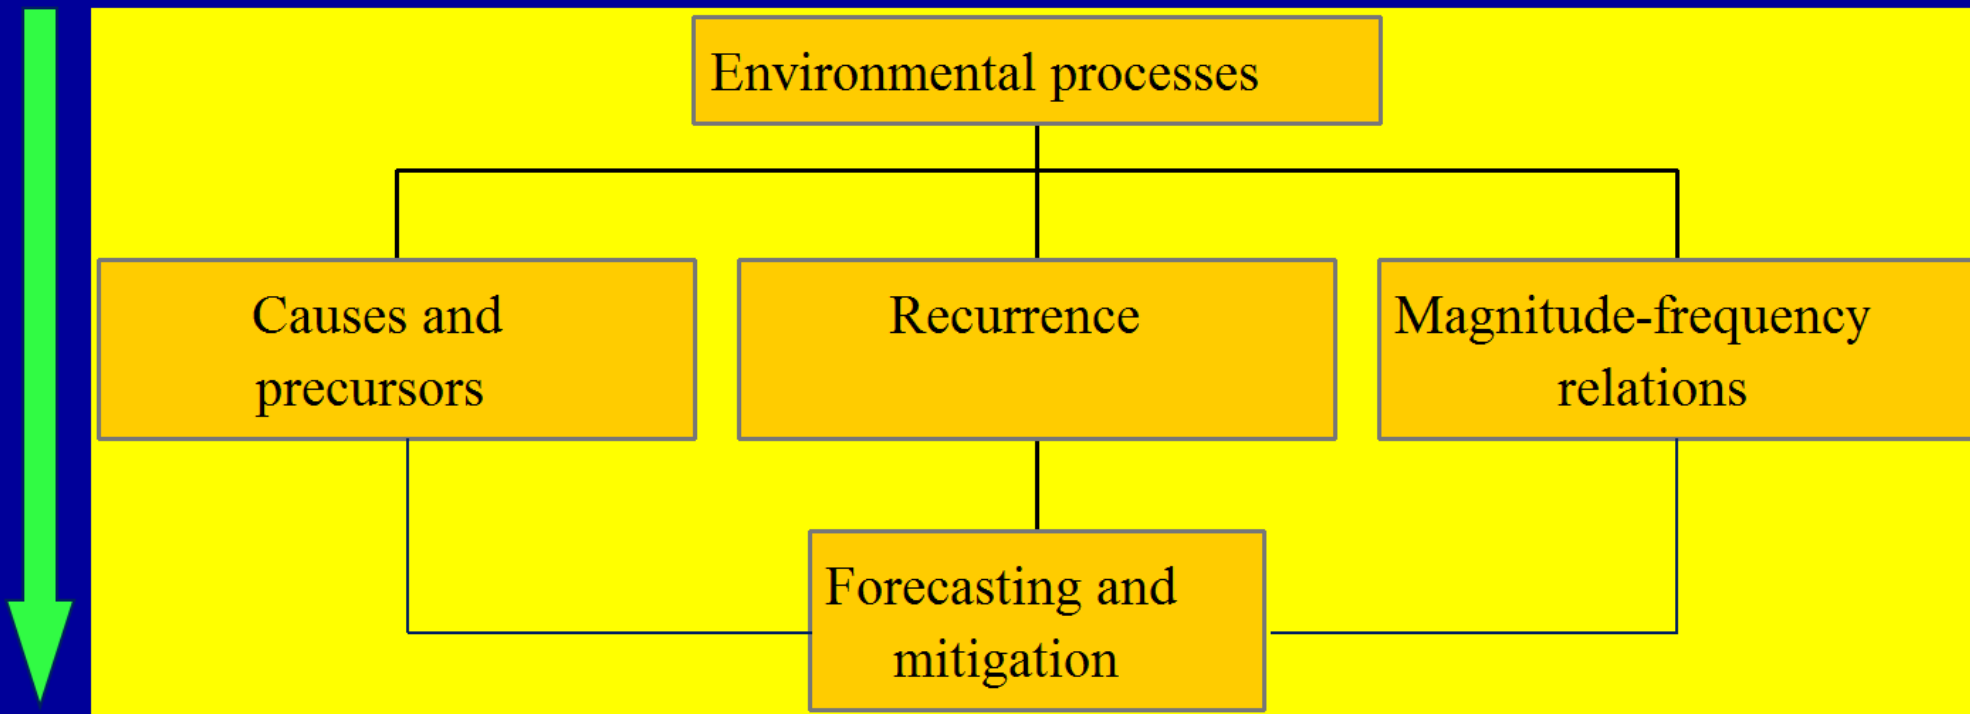 Environmental processes
Causes and
precursors
Recurrence
Magnitude-frequency
relations
Forecasting and
mitigation